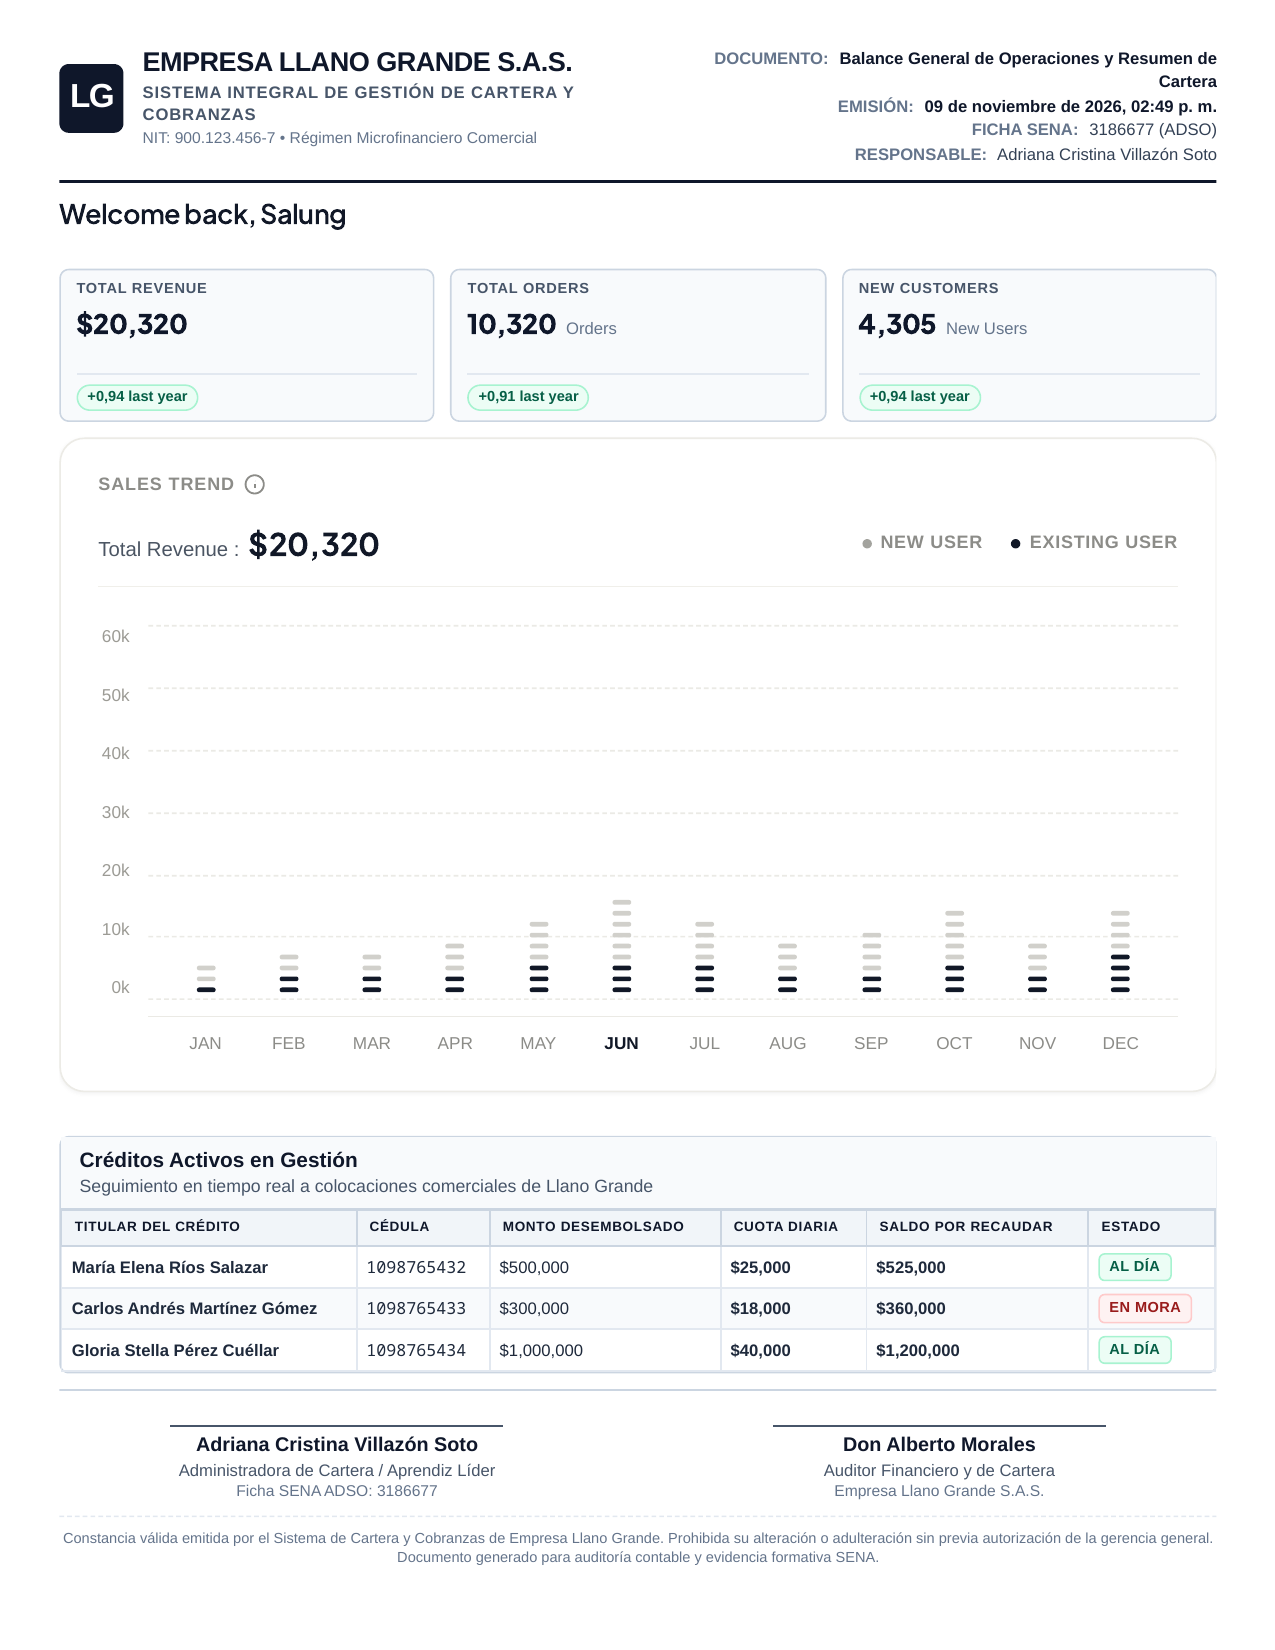 LG
EMPRESA LLANO GRANDE S.A.S.
SISTEMA INTEGRAL DE GESTIÓN DE CARTERA Y
COBRANZAS
NIT: 900.123.456-7 • Régimen Microfinanciero Comercial
DOCUMENTO: Balance General de Operaciones y Resumen de
Cartera
EMISIÓN: 09 de noviembre de 2026, 02:49 p. m.
FICHA SENA: 3186677 (ADSO)
RESPONSABLE: Adriana Cristina Villazón Soto
Welcome back, Salung
TOTAL REVENUE
$20,320
+0,94 last year
TOTAL ORDERS
10,320 Orders
+0,91 last year
NEW CUSTOMERS
4,305 New Users
+0,94 last year
SALES TREND
Total Revenue : $20,320
NEW USER EXISTING USER
60k
50k
40k
30k
20k
10k
0k
JAN FEB MAR APR MAY JUN JUL AUG SEP OCT NOV DEC
Créditos Activos en Gestión
Seguimiento en tiempo real a colocaciones comerciales de Llano Grande
TITULAR DEL CRÉDITO CÉDULA MONTO DESEMBOLSADO CUOTA DIARIA SALDO POR RECAUDAR ESTADO
María Elena Ríos Salazar 1098765432 $500,000 $25,000 $525,000 AL DÍA
Carlos Andrés Martínez Gómez 1098765433 $300,000 $18,000 $360,000 EN MORA
Gloria Stella Pérez Cuéllar 1098765434 $1,000,000 $40,000 $1,200,000 AL DÍA
Adriana Cristina Villazón Soto
Administradora de Cartera / Aprendiz Líder
Ficha SENA ADSO: 3186677
Don Alberto Morales
Auditor Financiero y de Cartera
Empresa Llano Grande S.A.S.
Constancia válida emitida por el Sistema de Cartera y Cobranzas de Empresa Llano Grande. Prohibida su alteración o adulteración sin previa autorización de la gerencia general.
Documento generado para auditoría contable y evidencia formativa SENA.